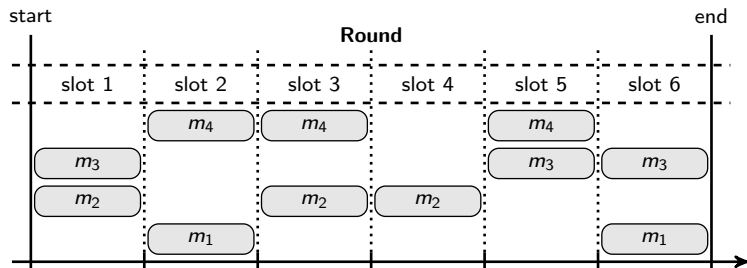 start end
Round
slot 1 slot 2 slot 3 slot 4 slot 5 slot 6
m4 m4 m4
m3 m3 m3
m2 m2 m2
m1 m1